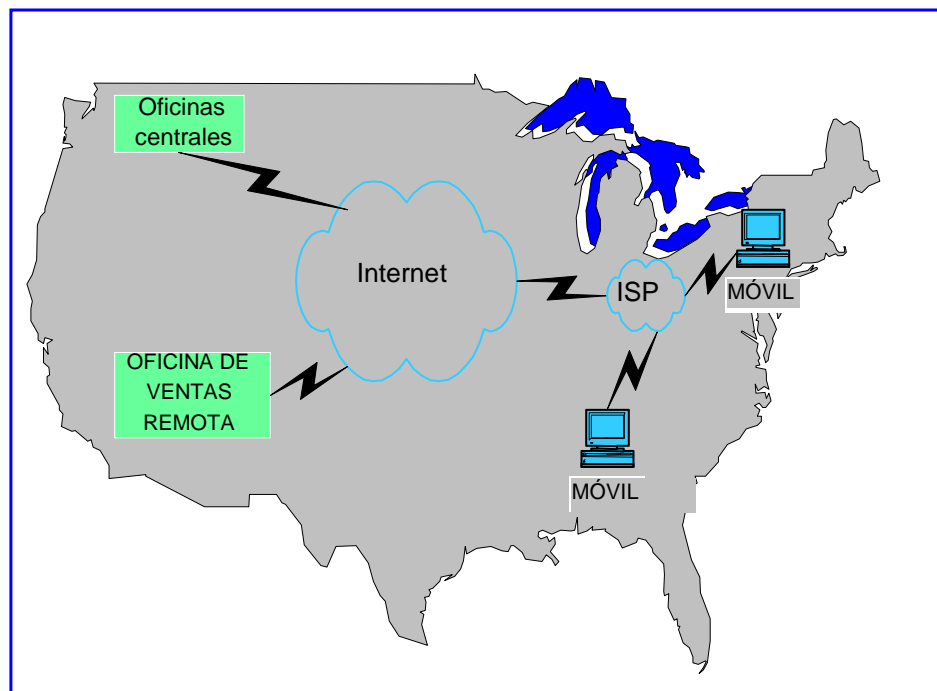 Oficinas
centrales
Internet
ISP
MÓVIL
OFICINA DE
VENTAS
REMOTA
MÓVIL